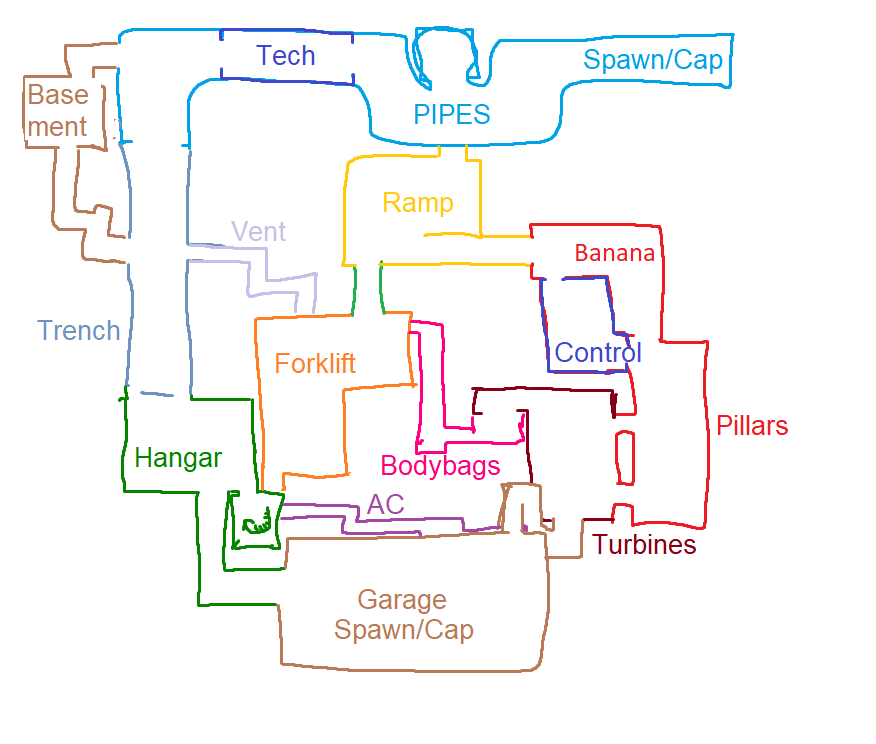 Tech
Spawn/Cap
Base
ment
PIPES
Ramp
Vent
Banana
Trench
Forklift
Control
Pillars
Hangar
Bodybags
AC
Turbines
Garage
Spawn/Cap